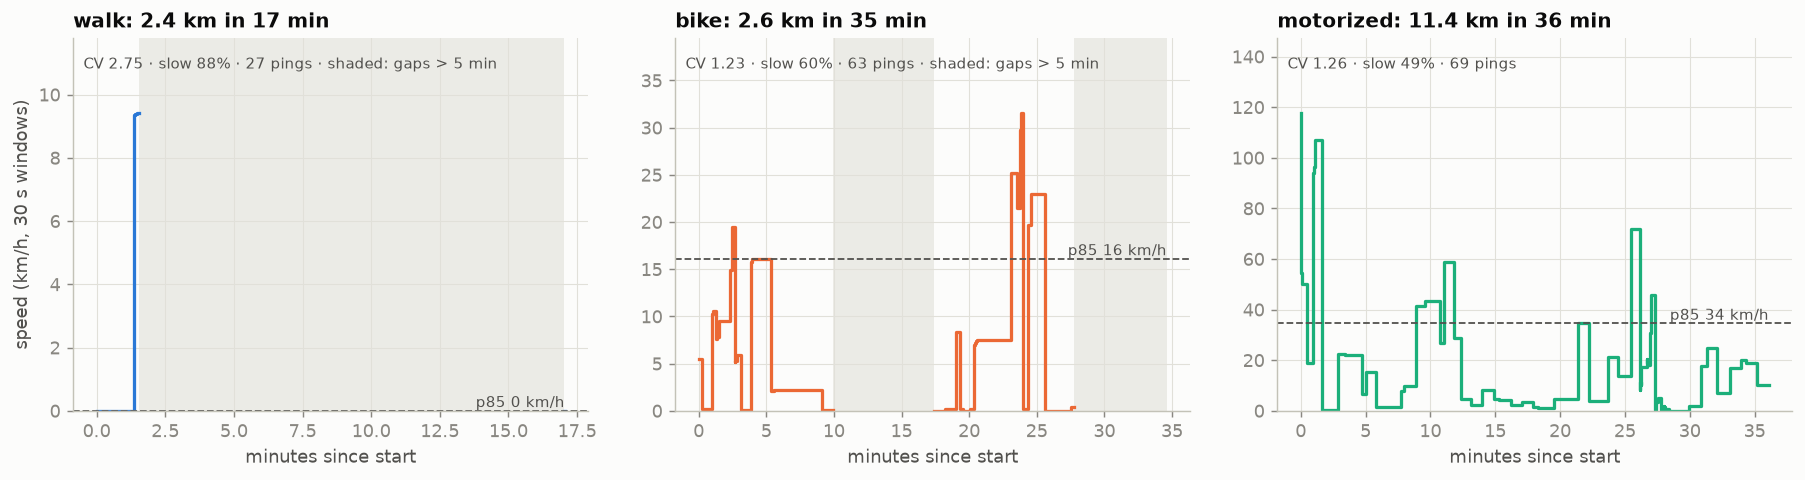 walk: 2.4 km in 17 min
CV 2.75 · slow 88% · 27 pings · shaded: gaps > 5 min
speed (km/h, 30 s windows)
10
8
6
4
2
0
p85 0 km/h
0.0 2.5 5.0 7.5 10.0 12.5 15.0 17.5
minutes since start
bike: 2.6 km in 35 min
CV 1.23 · slow 60% · 63 pings · shaded: gaps > 5 min
35
30
25
20
15
10
5
0
p85 16 km/h
0 5 10 15 20 25 30 35
minutes since start
motorized: 11.4 km in 36 min
CV 1.26 · slow 49% · 69 pings
140
120
100
80
60
40
20
0
p85 34 km/h
0 5 10 15 20 25 30 35
minutes since start